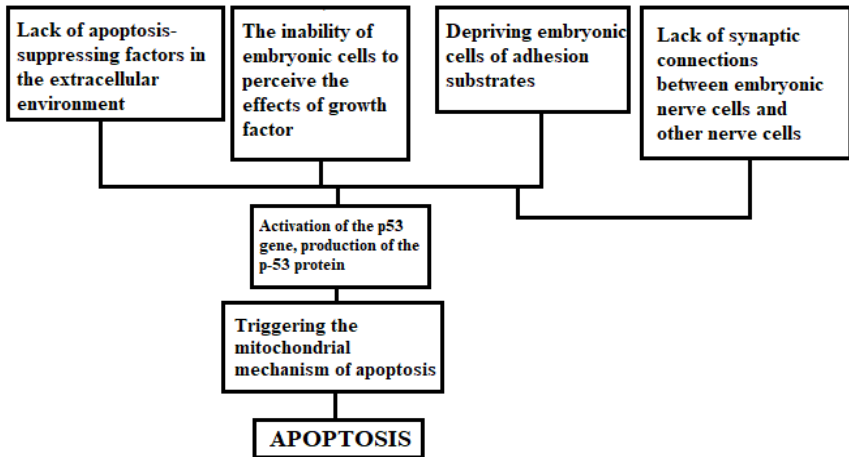 Lack of apoptosis-
suppressing factors in
the extracellular
environment
The inability of
embryonic cells to
perceive the
effects of growth
factor
Depriving embryonic
cells of adhesion
substrates
Lack of synaptic
connections
between embryonic
nerve cells and
other nerve cells
Activation of the p53
gene, production of the
p-53 protein
Triggering the
mitochondrial
mechanism of apoptosis
APOPTOSIS